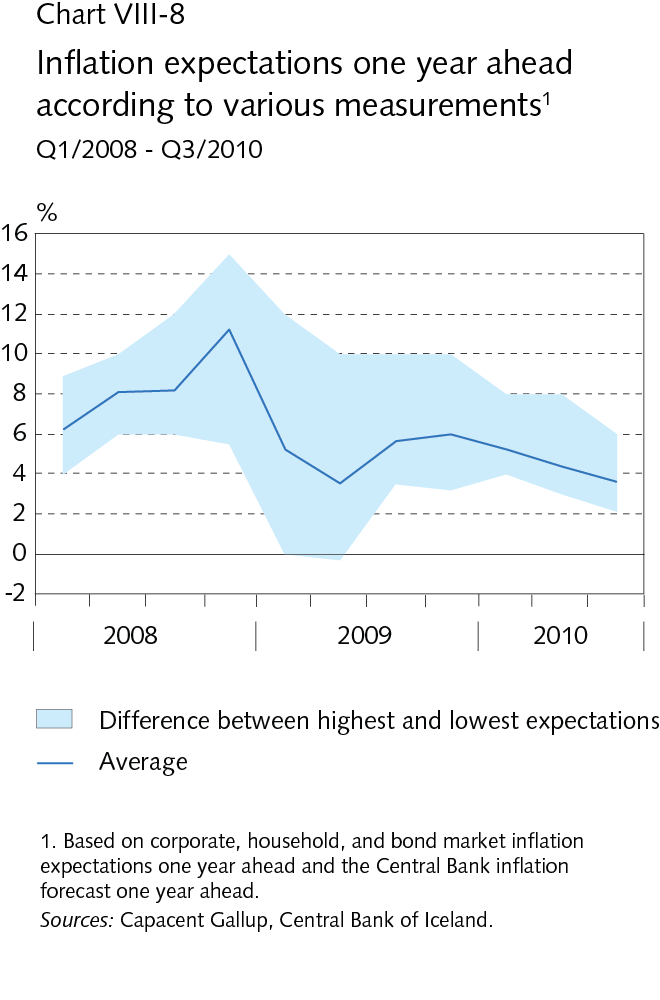 Chart VIII-8
Inflation expectations one year ahead
according to various measurements¹
Q1/2008 - Q3/2010
%
16
14
12
10
8
6
4
2
0
-2
2008 2009 2010
Difference between highest and lowest expectations
Average
1. Based on corporate, household, and bond market inflation
expectations one year ahead and the Central Bank inflation
forecast one year ahead.
Sources: Capacent Gallup, Central Bank of Iceland.